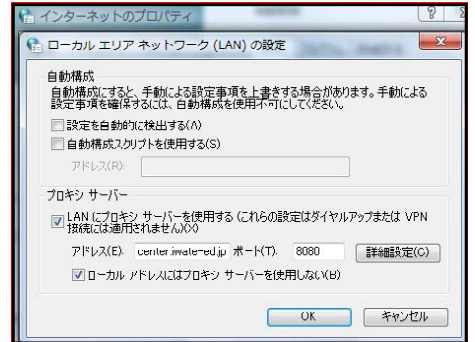 インターネットのプロパティ
ローカル エリア ネットワーク (LAN) の設定
自動構成
自動構成にすると、手動による設定事項を上書きする場合があります。手動による
設定事項を確保するには、自動構成を使用不可にしてください。
設定を自動的に検出する(A)
自動構成スクリプトを使用する(S)
アドレス(R):
プロキシ サーバー
LAN にプロキシ サーバーを使用する (これらの設定はダイヤルアップまたは VPN
接続には適用されません)(X)
アドレス(E): center.iwate-ed.jp ポート(T): 8080 詳細設定(C)
ローカル アドレスにはプロキシ サーバーを使用しない(B)
OK キャンセル